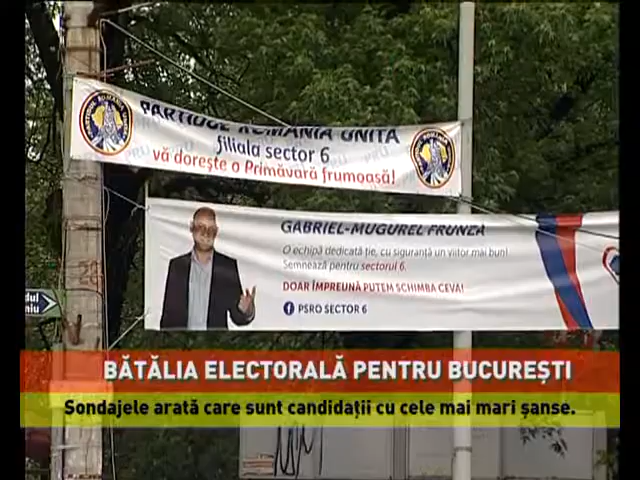 PARTIDUL ROMÂNIA UNITĂ
filiala sector 6
vă dorește o Primăvară frumoasă!
GABRIEL-MUGUREL FRUNZĂ
O echipă dedicată ție, cu siguranță un viitor mai bun!
Semnează pentru sectorul 6.
DOAR ÎMPREUNĂ PUTEM SCHIMBA CEVA!
PSRO SECTOR 6
BĂTĂLIA ELECTORALĂ PENTRU BUCUREȘTI
Sondajele arată care sunt candidații cu cele mai mari șanse.